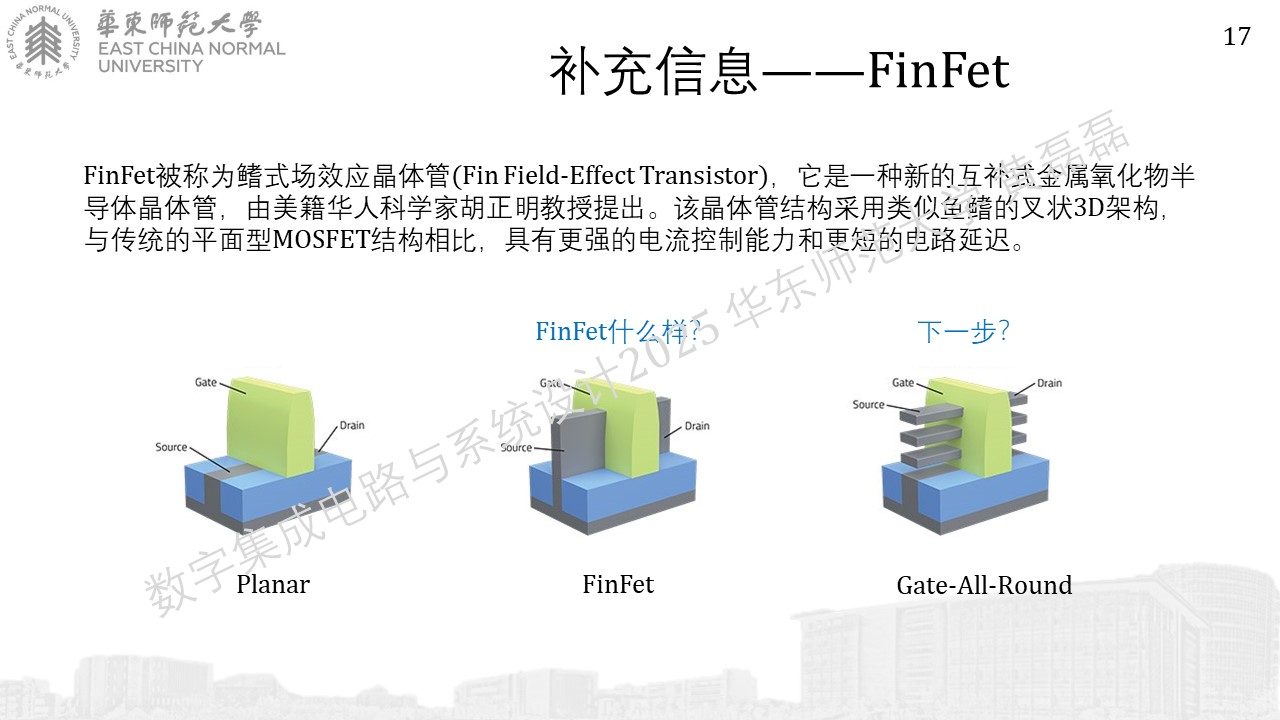 EAST CHINA NORMAL UNIVERSITY
華東師範大學
華東師範大學
EAST CHINA NORMAL
UNIVERSITY
17
补充信息——FinFet
FinFet被称为鳍式场效应晶体管(Fin Field-Effect Transistor)，它是一种新的互补式金属氧化物半
导体晶体管，由美籍华人科学家胡正明教授提出。该晶体管结构采用类似鱼鳍的叉状3D架构，
与传统的平面型MOSFET结构相比，具有更强的电流控制能力和更短的电路延迟。
数字集成电路与系统设计2025 华东师范大学 黄磊磊
FinFet什么样？
下一步？
Gate
Source
Drain
Gate
Source
Drain
Gate
Source
Drain
Planar
FinFet
Gate-All-Round